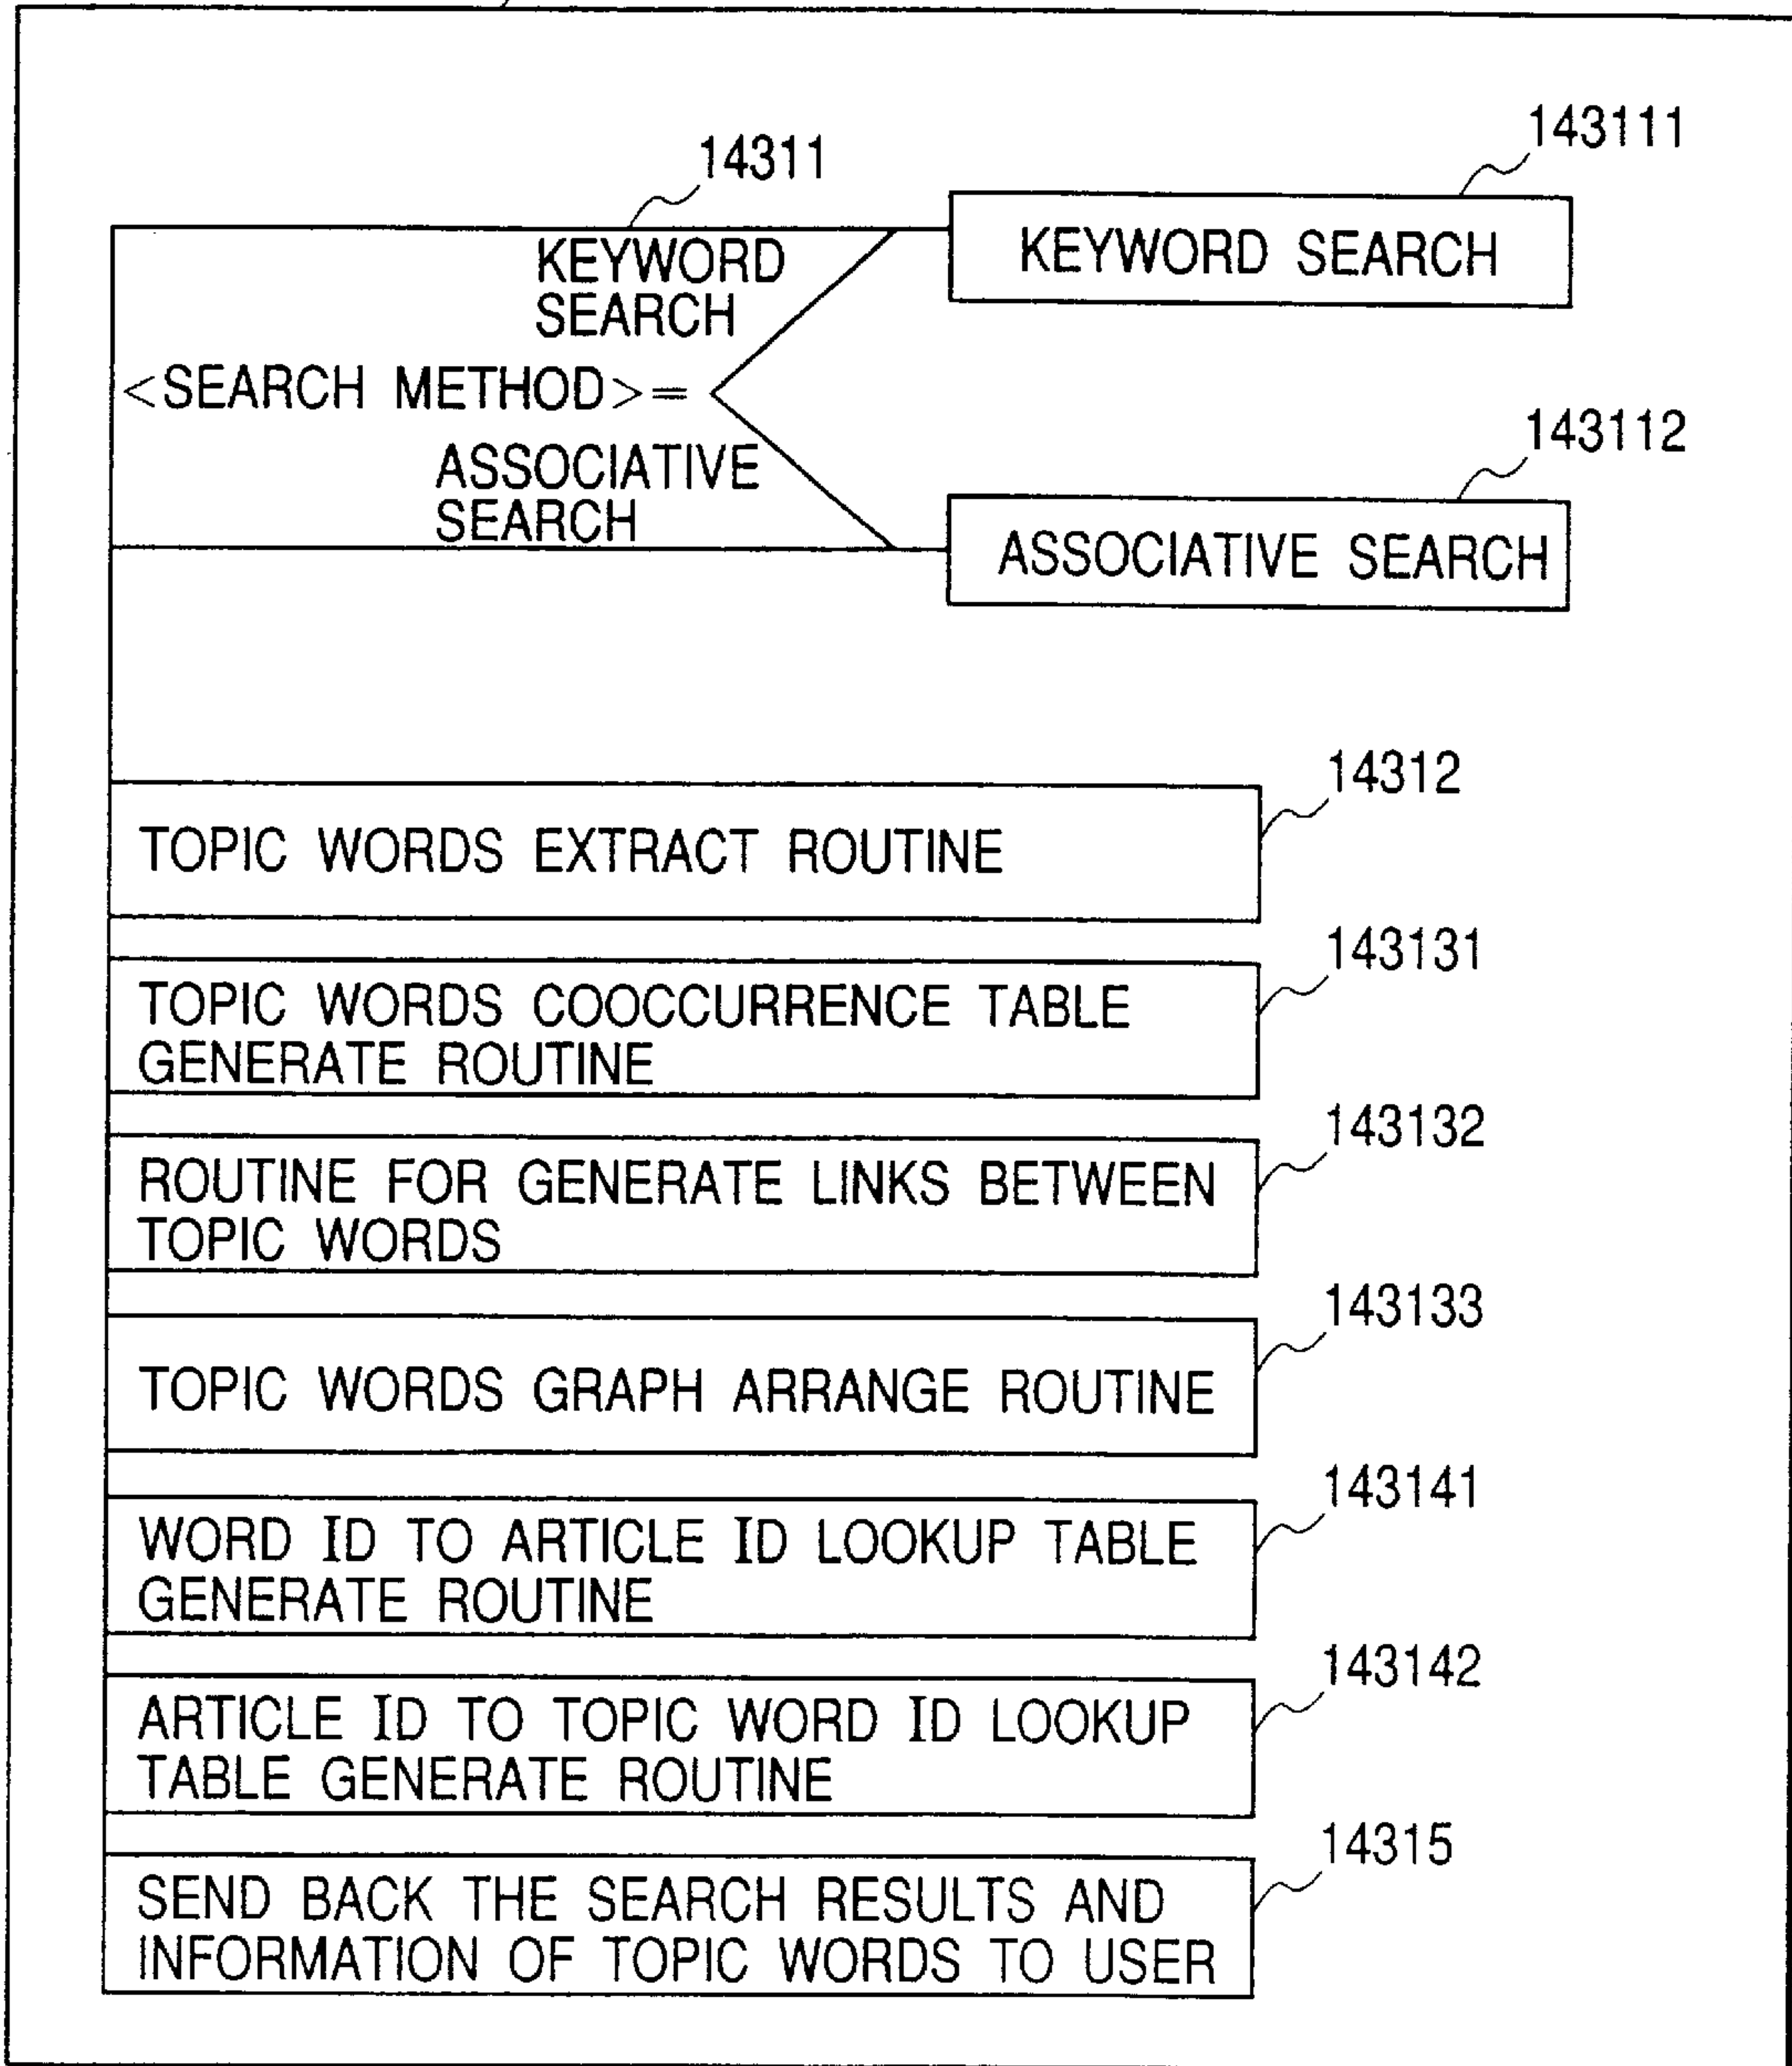 143111
14311
KEYWORD
SEARCH
KEYWORD SEARCH
<SEARCH METHOD>=
143112
ASSOCIATIVE
SEARCH
ASSOCIATIVE SEARCH
14312
TOPIC WORDS EXTRACT ROUTINE
143131
TOPIC WORDS COOCCURRENCE TABLE
GENERATE ROUTINE
143132
ROUTINE FOR GENERATE LINKS BETWEEN
TOPIC WORDS
143133
TOPIC WORDS GRAPH ARRANGE ROUTINE
143141
WORD ID TO ARTICLE ID LOOKUP TABLE
GENERATE ROUTINE
143142
ARTICLE ID TO TOPIC WORD ID LOOKUP
TABLE GENERATE ROUTINE
14315
SEND BACK THE SEARCH RESULTS AND
INFORMATION OF TOPIC WORDS TO USER